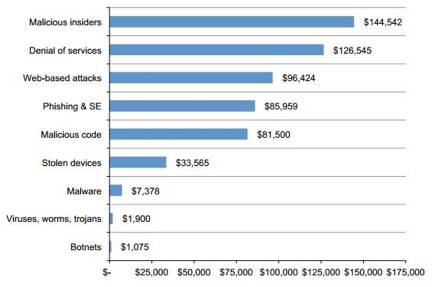 Malicious insiders $144,542
Denial of services $126,545
Web-based attacks $96,424
Phishing & SE $85,959
Malicious code $81,500
Stolen devices $33,565
Malware $7,378
Viruses, worms, trojans $1,900
Botnets $1,075
$- $25,000 $50,000 $75,000 $100,000 $125,000 $150,000 $175,000